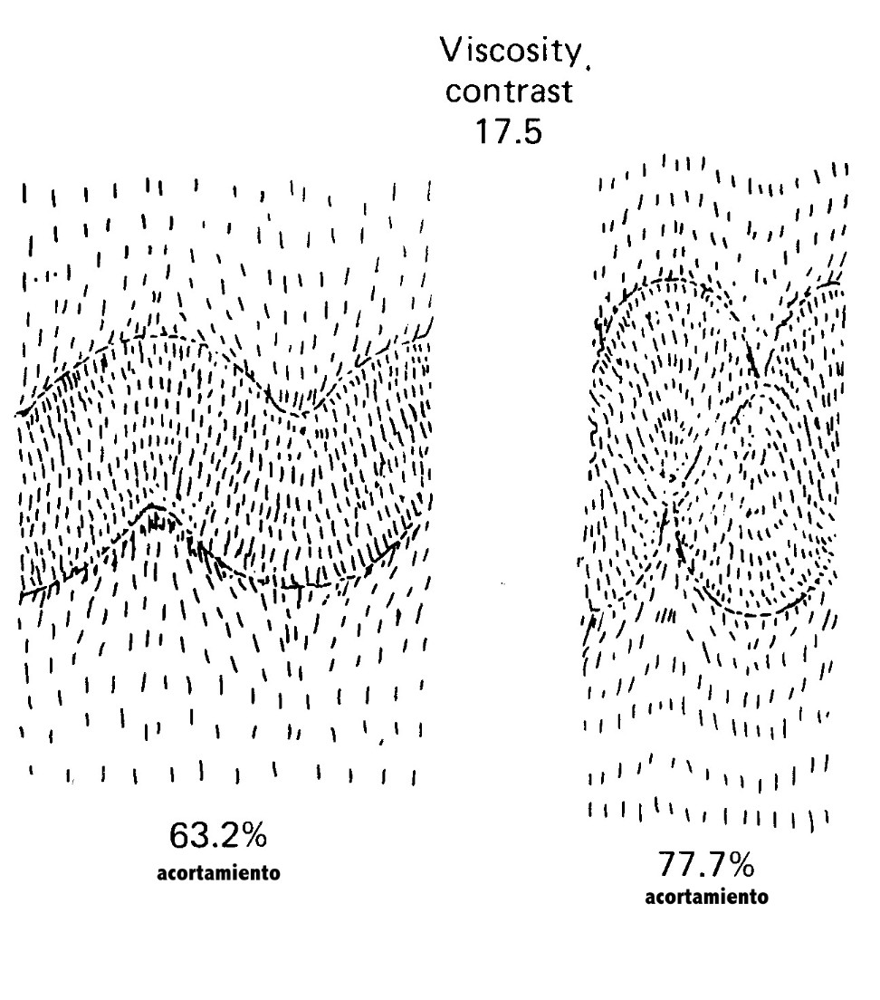 Viscosity
contrast
17.5
63.2%
acortamiento
77.7%
acortamiento